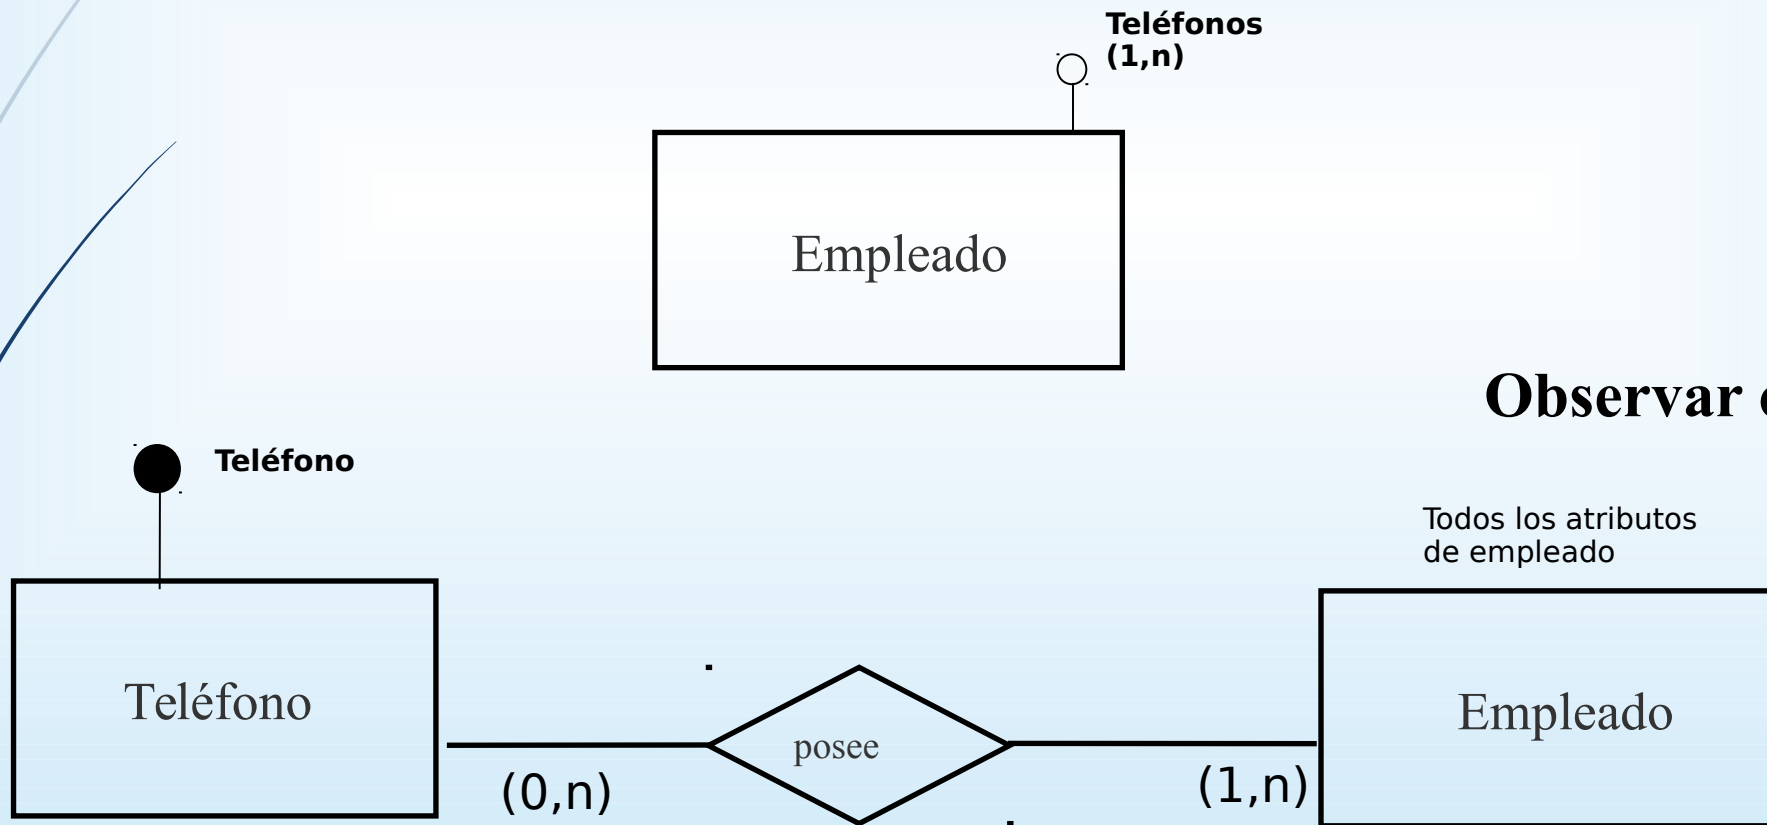 Teléfonos
(1,n)
Empleado
Observar
Teléfono
Todos los atributos
de empleado
Teléfono
posee
Empleado
(0,n)
(1,n)